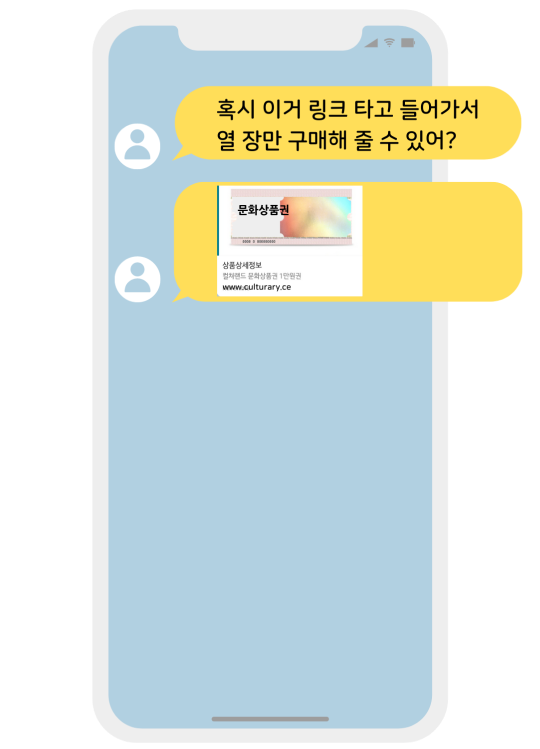 혹시 이거 링크 타고 들어가서
열 장만 구매해 줄 수 있어?
문화상품권
상품상세정보
컬쳐랜드 문화상품권 1만원권
www.culturary.ce